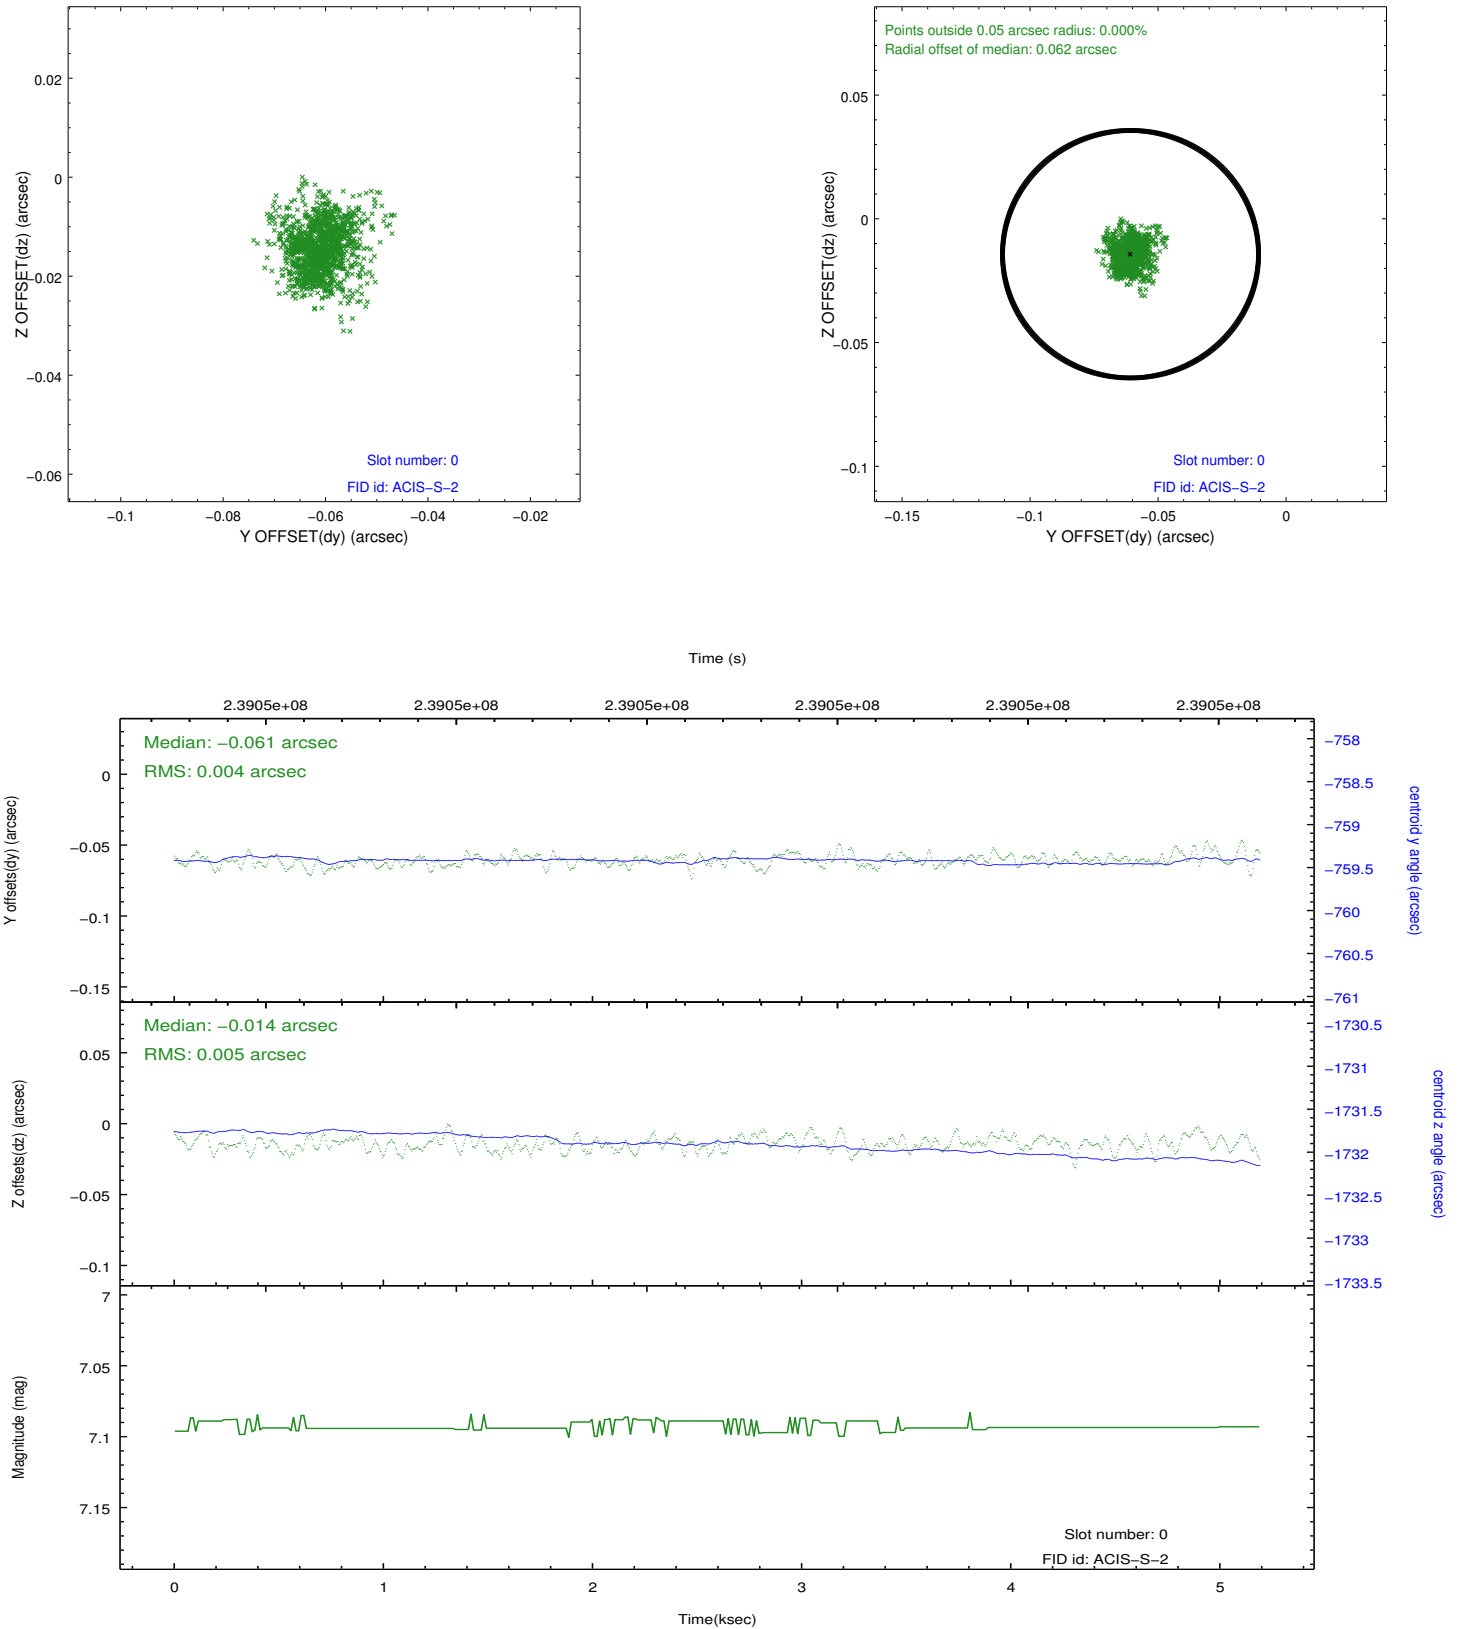 0.02
0
−0.02
−0.04
−0.06
Z OFFSET(dz) (arcsec)
Slot number: 0
FID id: ACIS−S−2
−0.1
−0.08
−0.06
−0.04
−0.02
Y OFFSET(dy) (arcsec)
Points outside 0.05 arcsec radius: 0.000%
Radial offset of median: 0.062 arcsec
0.05
0
−0.05
−0.1
Z OFFSET(dz) (arcsec)
Slot number: 0
FID id: ACIS−S−2
−0.15
−0.1
−0.05
0
Y OFFSET(dy) (arcsec)
Time (s)
2.3905e+08
2.3905e+08
2.3905e+08
2.3905e+08
2.3905e+08
2.3905e+08
Median: −0.061 arcsec
RMS: 0.004 arcsec
0
−0.05
−0.1
−0.15
Y offsets(dy) (arcsec)
−758
−758.5
−759
−759.5
−760
−760.5
−761
centroid y angle (arcsec)
Median: −0.014 arcsec
RMS: 0.005 arcsec
0.05
0
−0.05
−0.1
Z offsets(dz) (arcsec)
−1730.5
−1731
−1731.5
−1732
−1732.5
−1733
−1733.5
centroid z angle (arcsec)
7
7.05
7.1
7.15
Magnitude (mag)
Slot number: 0
FID id: ACIS−S−2
0
1
2
3
4
5
Time(ksec)